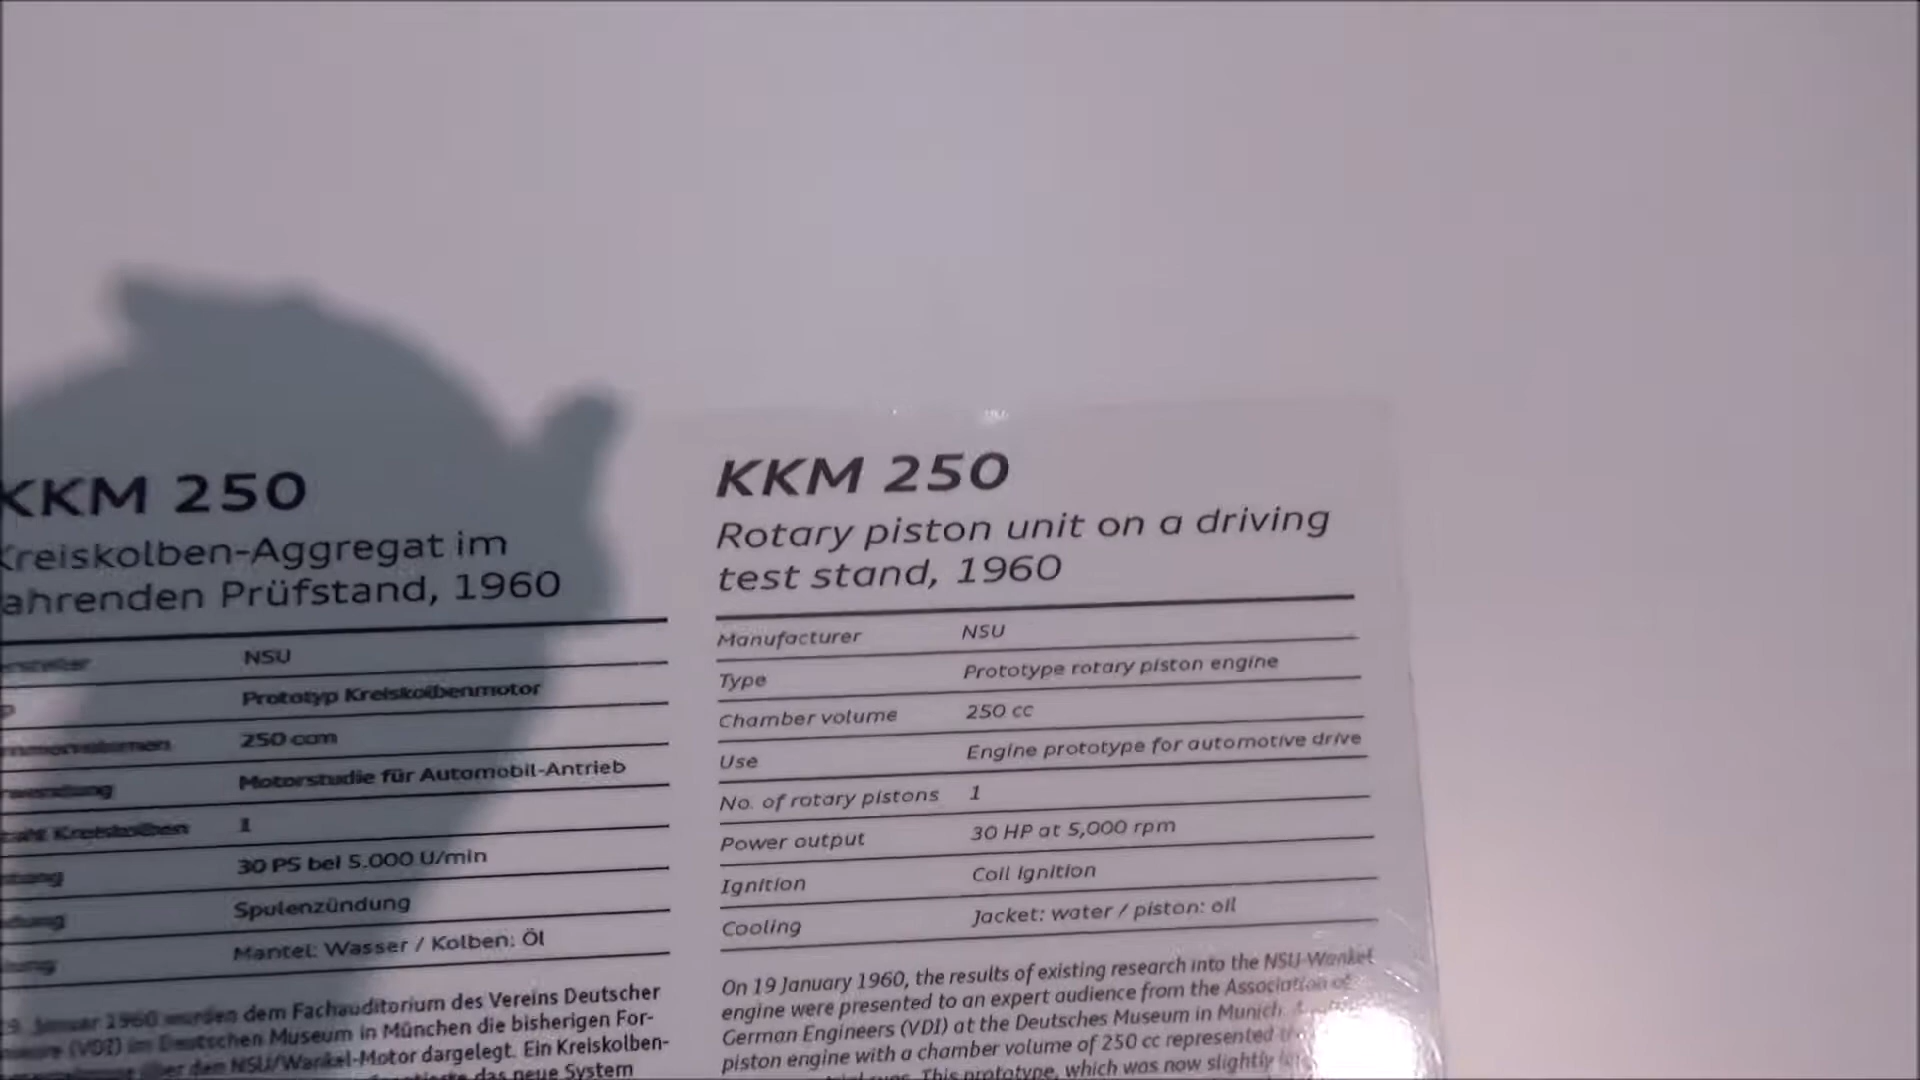 KKM 250
Kreiskolben-Aggregat im
ahrenden Prüfstand, 1960
NSU
Prototyp Kreiskolbenmotor
250 ccm
Motorstudie für Automobil-Antrieb
Kreiskolben 1
30 PS bei 5.000 U/min
Spulenzündung
Mantel: Wasser / Kolben: Öl
Januar 1960 wurden dem Fachauditorium des Vereins Deutscher
(VDI) im Deutschen Museum in München die bisherigen For-
über den NSU/Wankel-Motor dargelegt. Ein Kreiskolben-
das neue System
KKM 250
Rotary piston unit on a driving
test stand, 1960
Manufacturer NSU
Type Prototype rotary piston engine
Chamber volume 250 cc
Use Engine prototype for automotive drive
No. of rotary pistons 1
Power output 30 HP at 5,000 rpm
Ignition Coil ignition
Cooling Jacket: water / piston: oil
On 19 January 1960, the results of existing research into the NSU-Wankel
engine were presented to an expert audience from the Association of
German Engineers (VDI) at the Deutsches Museum in Munich.
piston engine with a chamber volume of 250 cc represented
This prototype, which was now slightly